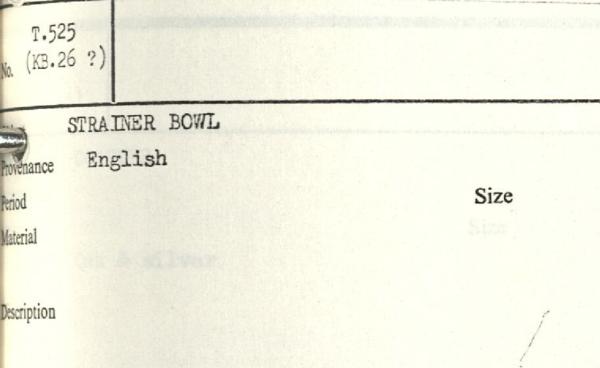 T.525
No. (KB.26 ?)
STRAINER BOWL
Provenance English
Period
Size
Material
Description